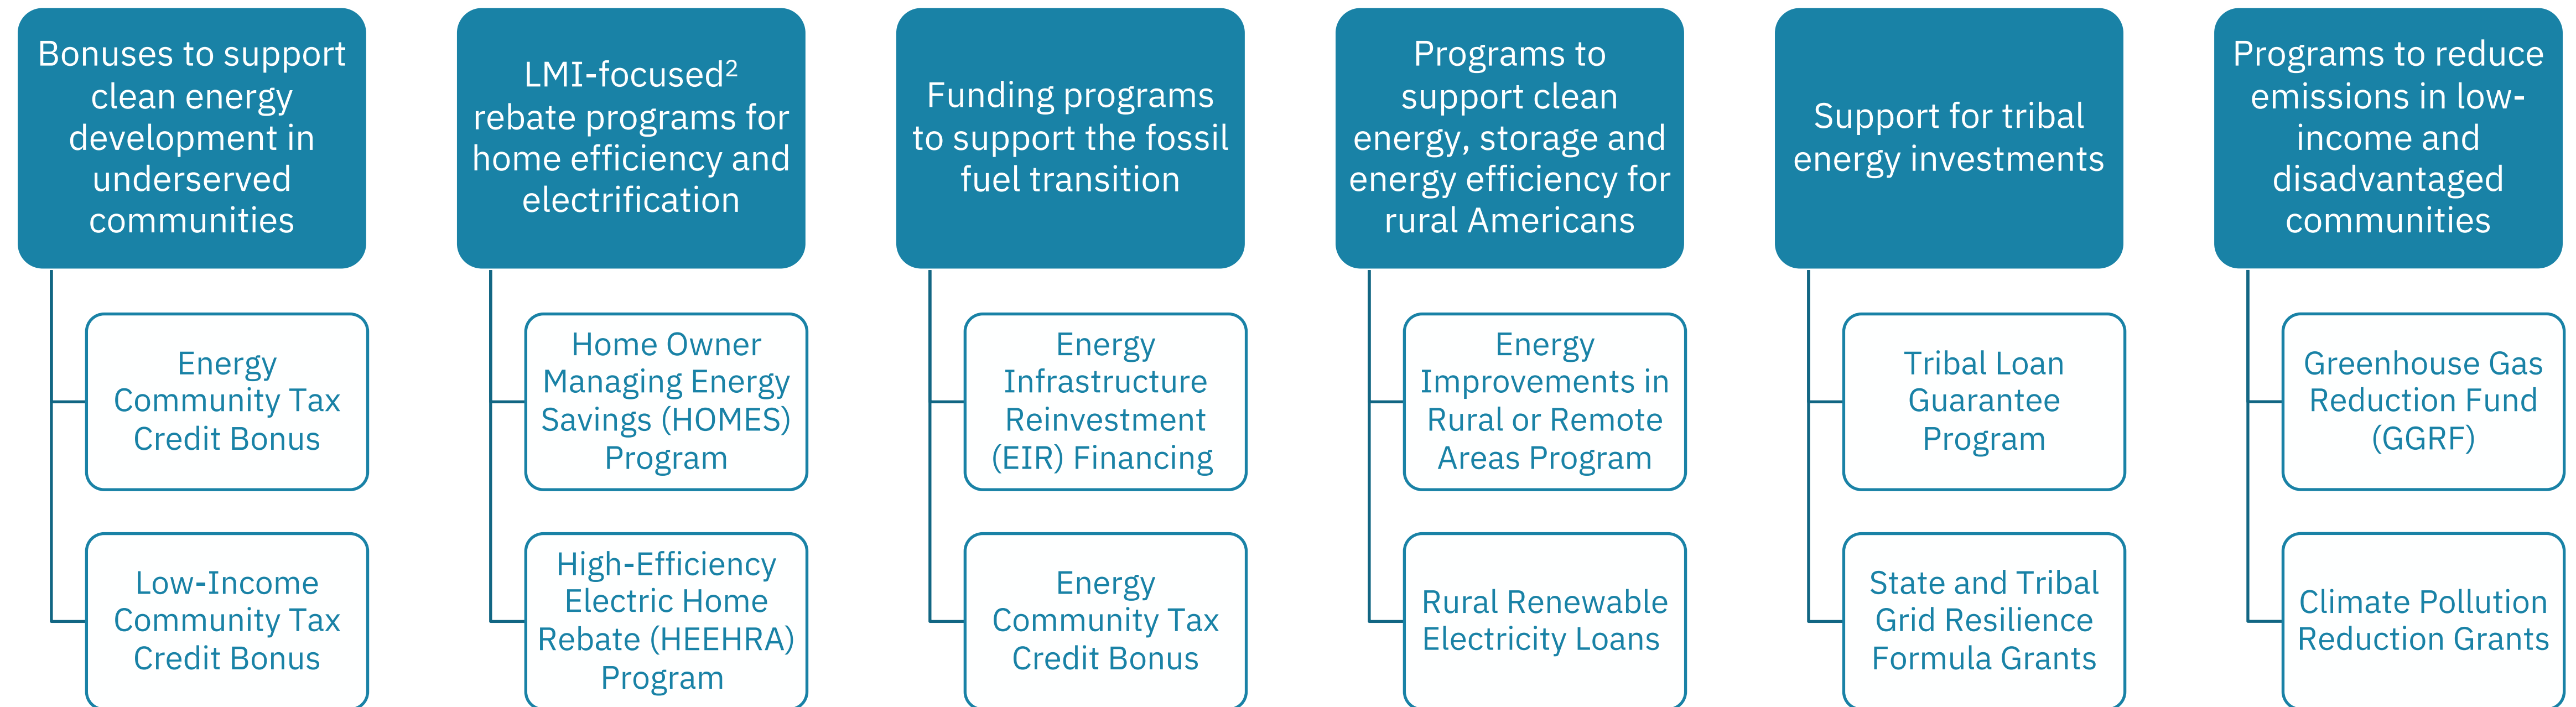 Bonuses to support
clean energy
development in
underserved
communities
Energy
Community Tax
Credit Bonus
Low-Income
Community Tax
Credit Bonus
LMI-focused²
rebate programs for
home efficiency and
electrification
Home Owner
Managing Energy
Savings (HOMES)
Program
High-Efficiency
Electric Home
Rebate (HEEHRA)
Program
Funding programs
to support the fossil
fuel transition
Energy
Infrastructure
Reinvestment
(EIR) Financing
Energy
Community Tax
Credit Bonus
Programs to
support clean
energy, storage and
energy efficiency for
rural Americans
Energy
Improvements in
Rural or Remote
Areas Program
Rural Renewable
Electricity Loans
Support for tribal
energy investments
Tribal Loan
Guarantee
Program
State and Tribal
Grid Resilience
Formula Grants
Programs to reduce
emissions in low-
income and
disadvantaged
communities
Greenhouse Gas
Reduction Fund
(GGRF)
Climate Pollution
Reduction Grants